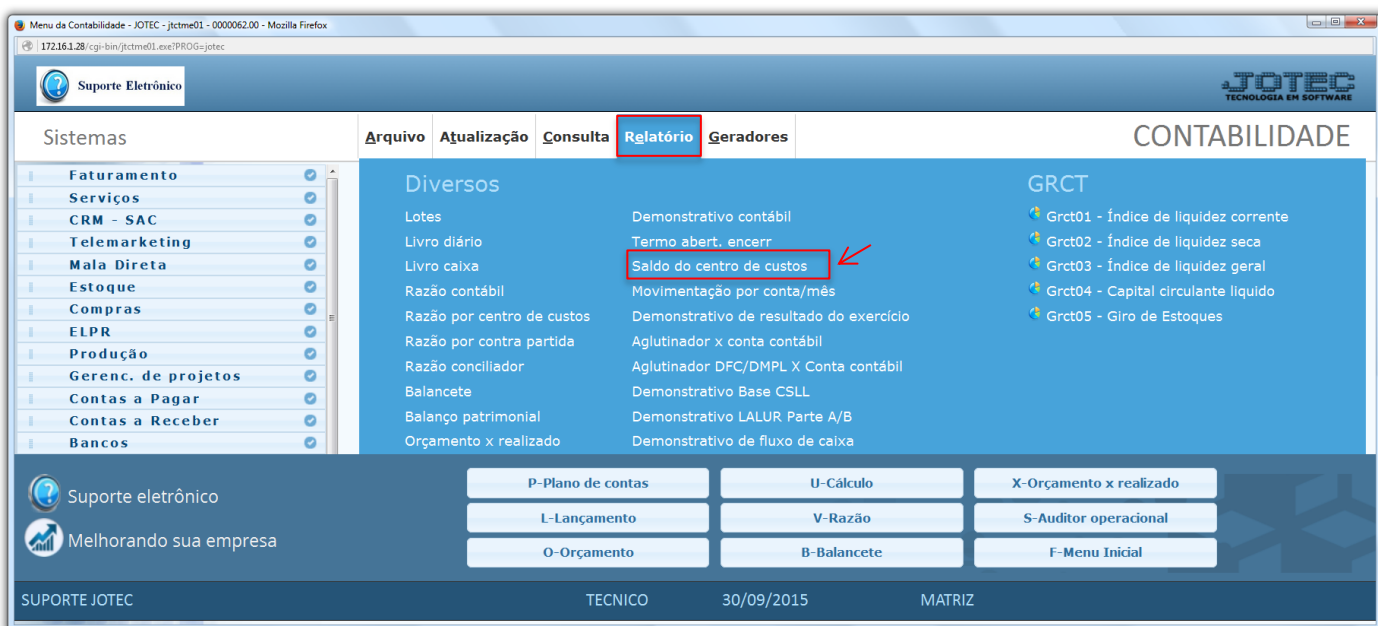 Menu da Contabilidade - JOTEC - jtctme01 - 0000062.00 - Mozilla Firefox
172.16.1.28/cgi-bin/jtctme01.exe?PROG=jotec
Suporte Eletrônico
JOTEC
TECNOLOGIA EM SOFTWARE
Sistemas
Arquivo Atualização Consulta Relatório Geradores
CONTABILIDADE
Faturamento
Serviços
CRM - SAC
Telemarketing
Mala Direta
Estoque
Compras
ELPR
Produção
Gerenc. de projetos
Contas a Pagar
Contas a Receber
Bancos
Diversos
Lotes
Livro diário
Livro caixa
Razão contábil
Razão por centro de custos
Razão por contra partida
Razão conciliador
Balancete
Balanço patrimonial
Orçamento x realizado
Demonstrativo contábil
Termo abert. encerr
Saldo do centro de custos
Movimentação por conta/mês
Demonstrativo de resultado do exercício
Aglutinador x conta contábil
Aglutinador DFC/DMPL X Conta contábil
Demonstrativo Base CSLL
Demonstrativo LALUR Parte A/B
Demonstrativo de fluxo de caixa
GRCT
Grct01 - Índice de liquidez corrente
Grct02 - Índice de liquidez seca
Grct03 - Índice de liquidez geral
Grct04 - Capital circulante liquido
Grct05 - Giro de Estoques
Suporte eletrônico
Melhorando sua empresa
P-Plano de contas
U-Cálculo
X-Orçamento x realizado
L-Lançamento
V-Razão
S-Auditor operacional
O-Orçamento
B-Balancete
F-Menu Inicial
SUPORTE JOTEC TECNICO 30/09/2015 MATRIZ